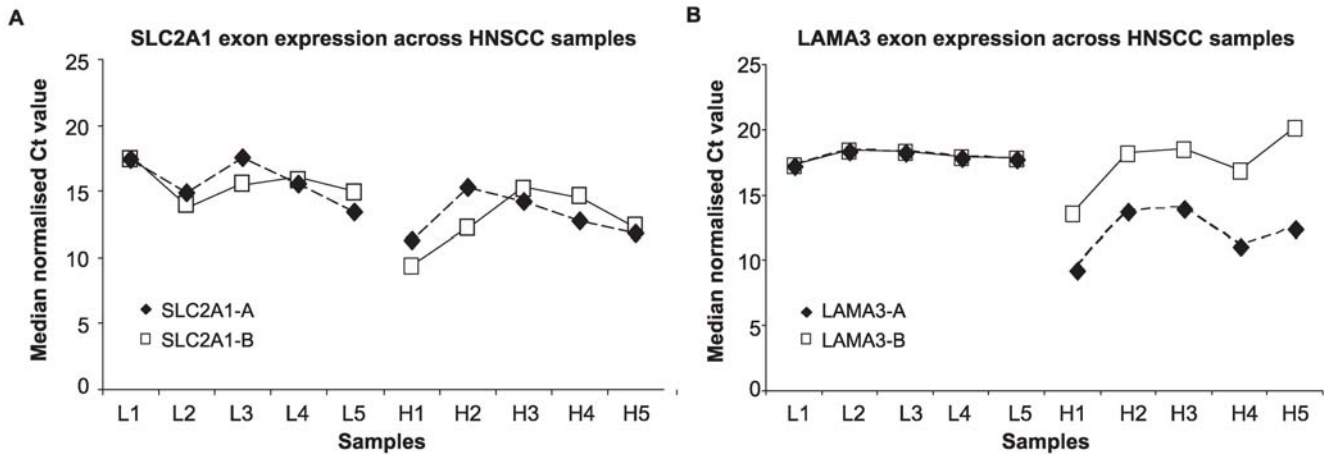 A
SLC2A1 exon expression across HNSCC samples
Median normalised Ct value
25
20
15
10
5
0
SLC2A1-A
SLC2A1-B
L1 L2 L3 L4 L5 H1 H2 H3 H4 H5
Samples
B
LAMA3 exon expression across HNSCC samples
Median normalised Ct value
25
20
15
10
5
0
LAMA3-A
LAMA3-B
L1 L2 L3 L4 L5 H1 H2 H3 H4 H5
Samples